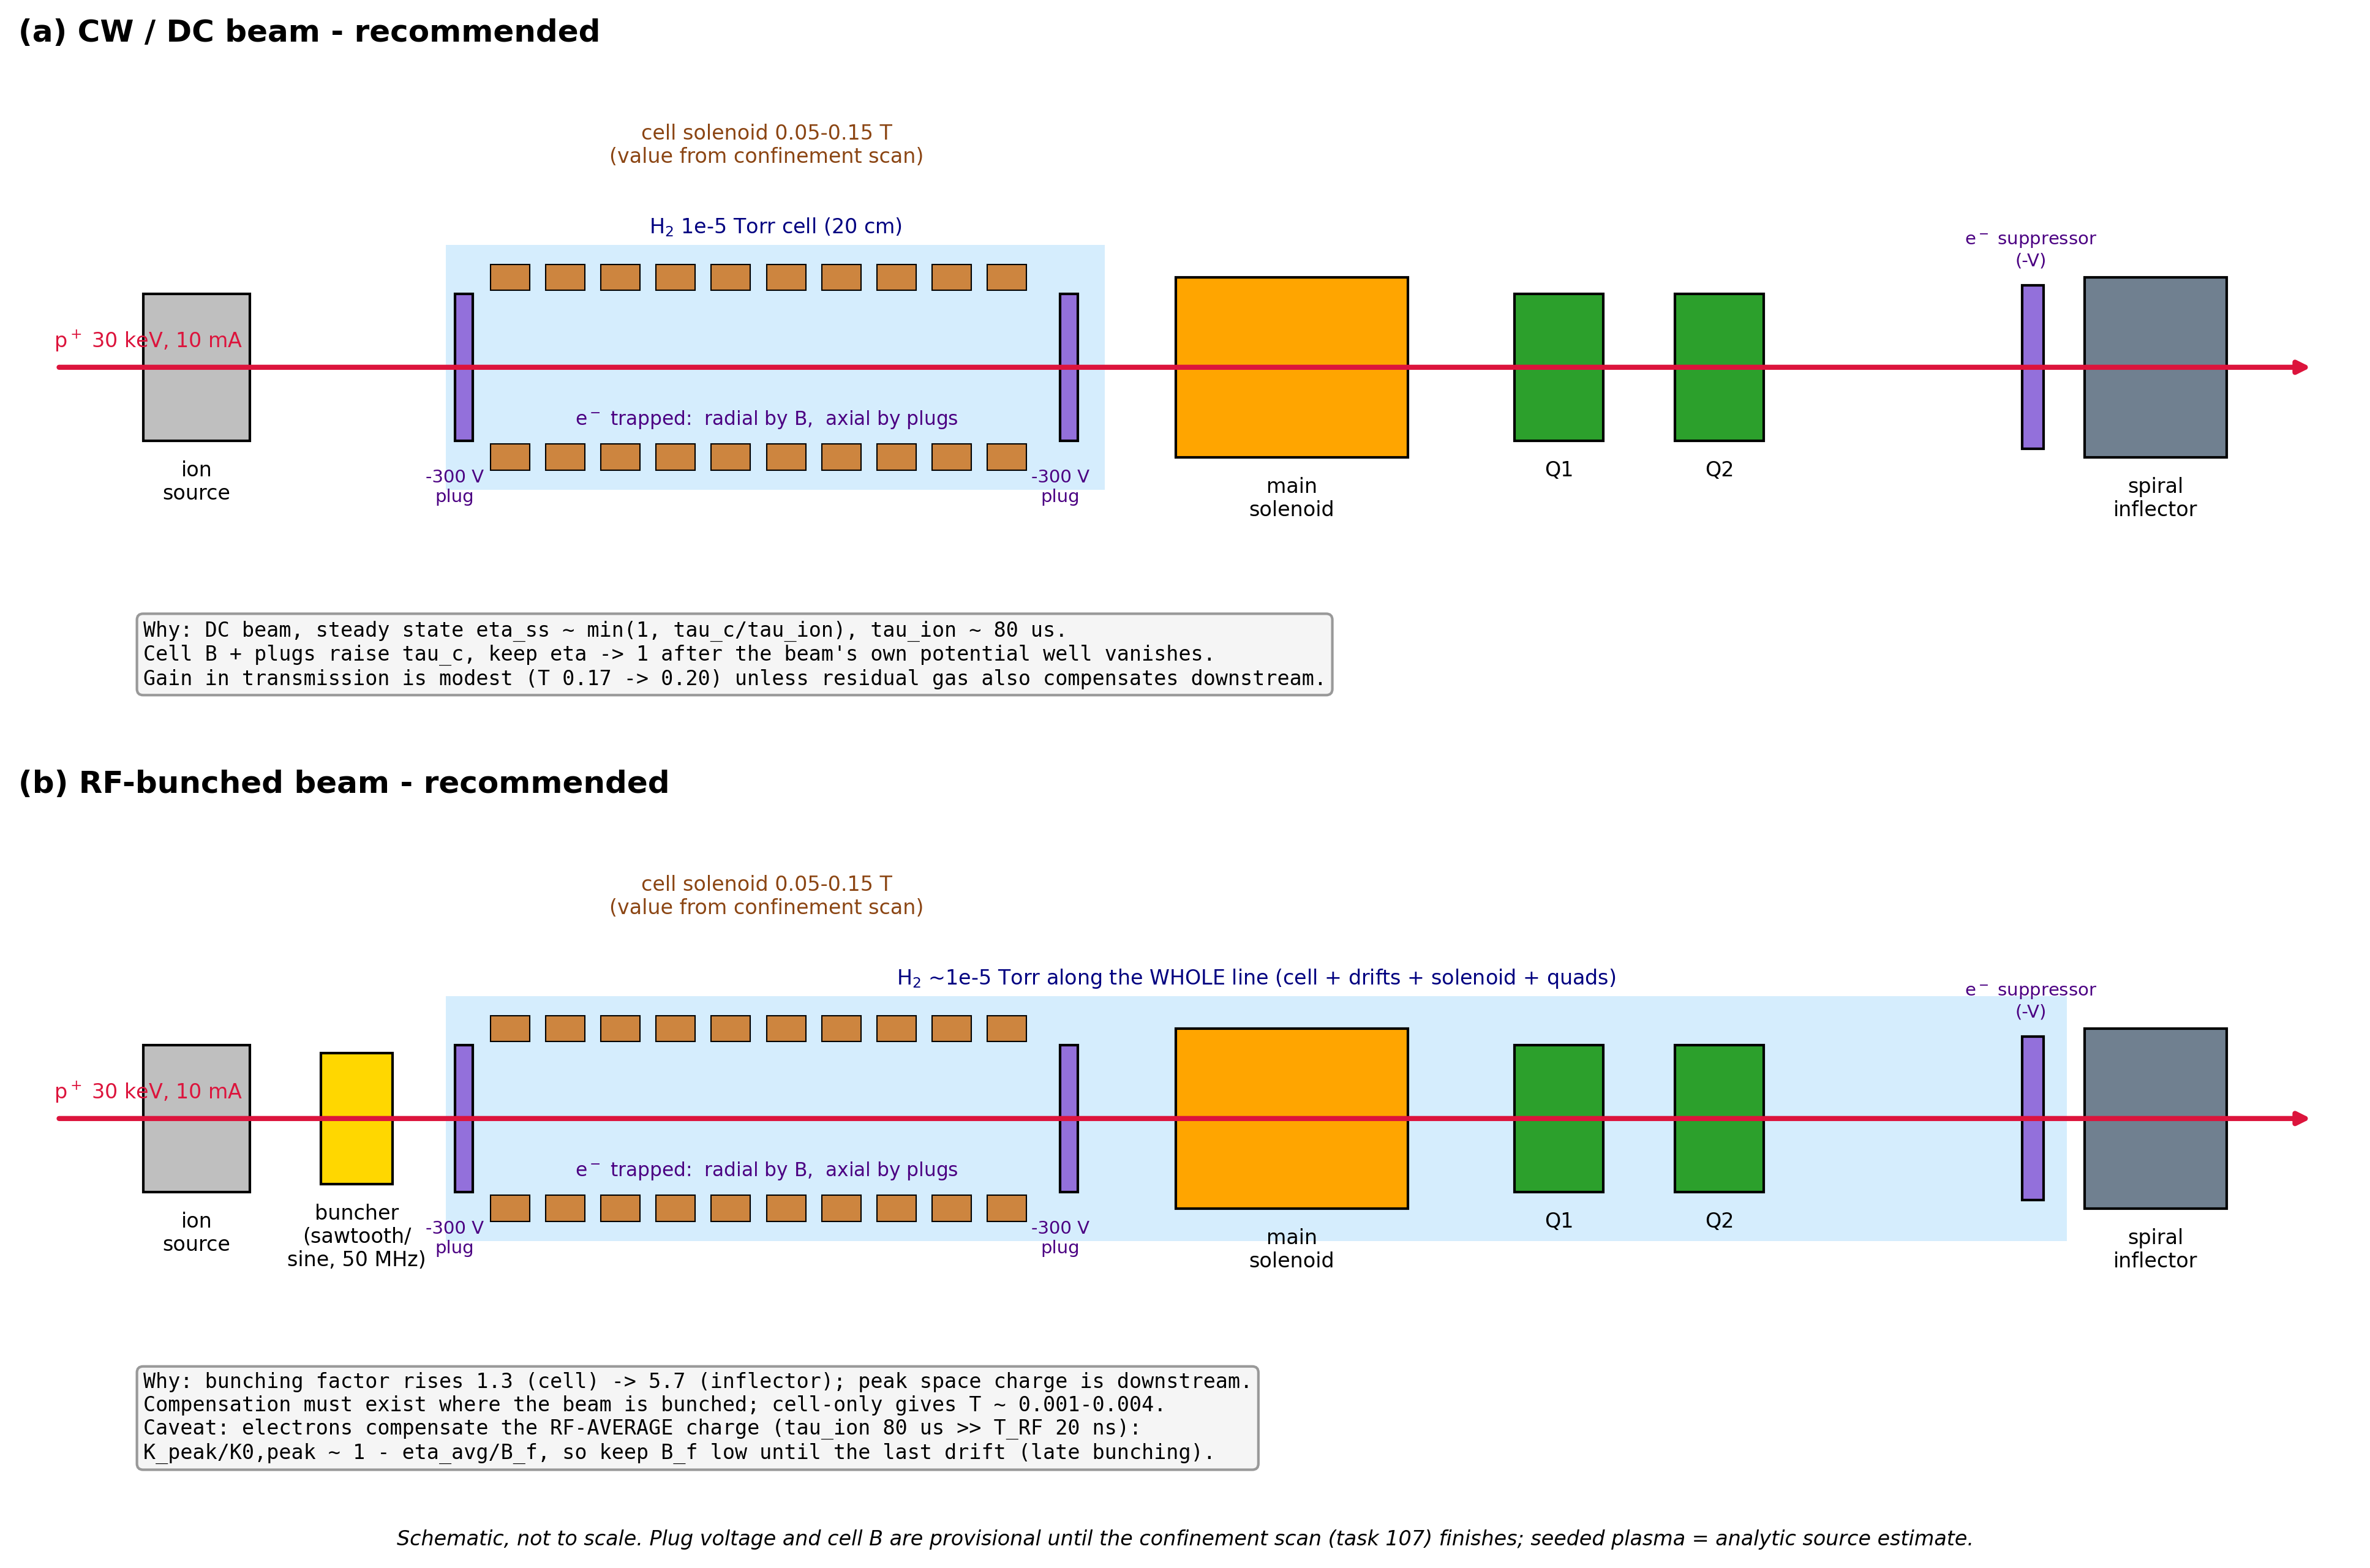 (a) CW / DC beam - recommended
cell solenoid 0.05-0.15 T
(value from confinement scan)
H₂ 1e-5 Torr cell (20 cm)
e⁻ suppressor
(-V)
p⁺ 30 keV, 10 mA
e⁻ trapped:  radial by B,  axial by plugs
ion
source
-300 V
plug
-300 V
plug
main
solenoid
Q1
Q2
spiral
inflector
Why: DC beam, steady state eta_ss ~ min(1, tau_c/tau_ion), tau_ion ~ 80 us.
Cell B + plugs raise tau_c, keep eta -> 1 after the beam's own potential well vanishes.
Gain in transmission is modest (T 0.17 -> 0.20) unless residual gas also compensates downstream.
(b) RF-bunched beam - recommended
cell solenoid 0.05-0.15 T
(value from confinement scan)
H₂ ~1e-5 Torr along the WHOLE line (cell + drifts + solenoid + quads)
e⁻ suppressor
(-V)
p⁺ 30 keV, 10 mA
e⁻ trapped:  radial by B,  axial by plugs
ion
source
buncher
(sawtooth/
sine, 50 MHz)
-300 V
plug
-300 V
plug
main
solenoid
Q1
Q2
spiral
inflector
Why: bunching factor rises 1.3 (cell) -> 5.7 (inflector); peak space charge is downstream.
Compensation must exist where the beam is bunched; cell-only gives T ~ 0.001-0.004.
Caveat: electrons compensate the RF-AVERAGE charge (tau_ion 80 us >> T_RF 20 ns):
K_peak/K0,peak ~ 1 - eta_avg/B_f, so keep B_f low until the last drift (late bunching).
Schematic, not to scale. Plug voltage and cell B are provisional until the confinement scan (task 107) finishes; seeded plasma = analytic source estimate.